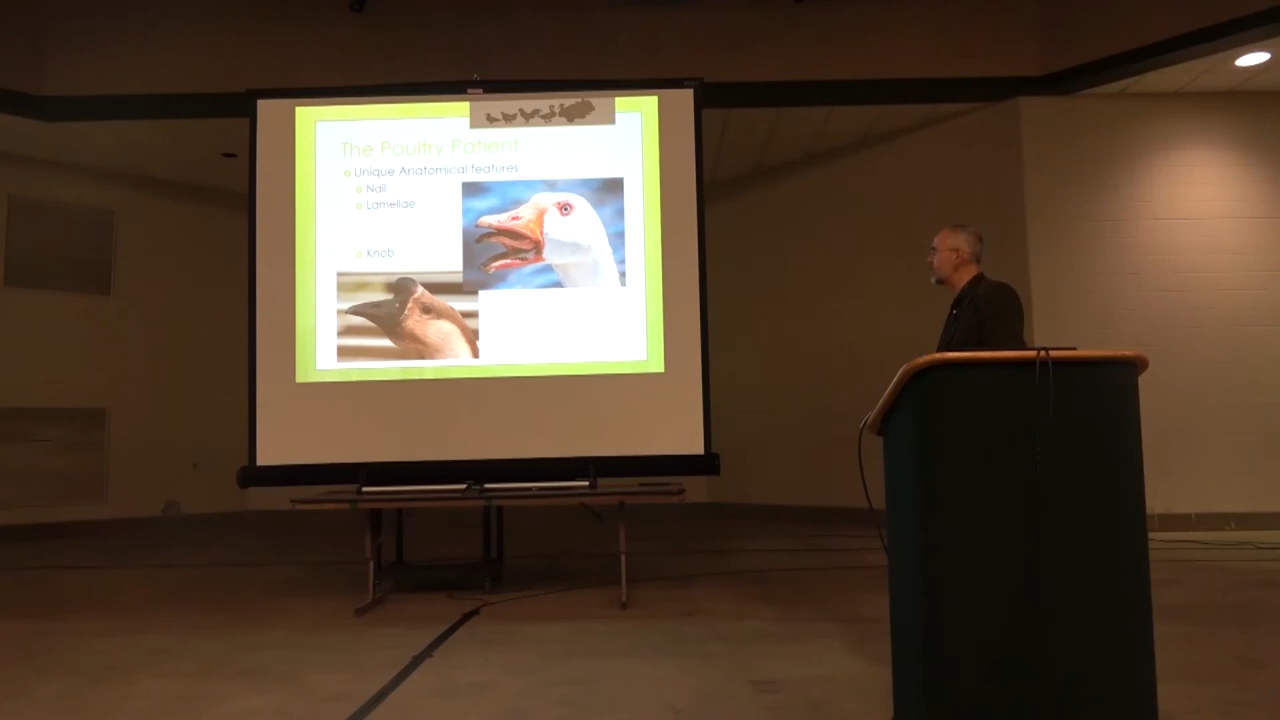 The Poultry Patient
Unique Anatomical features
Nail
Lamellae
Knob